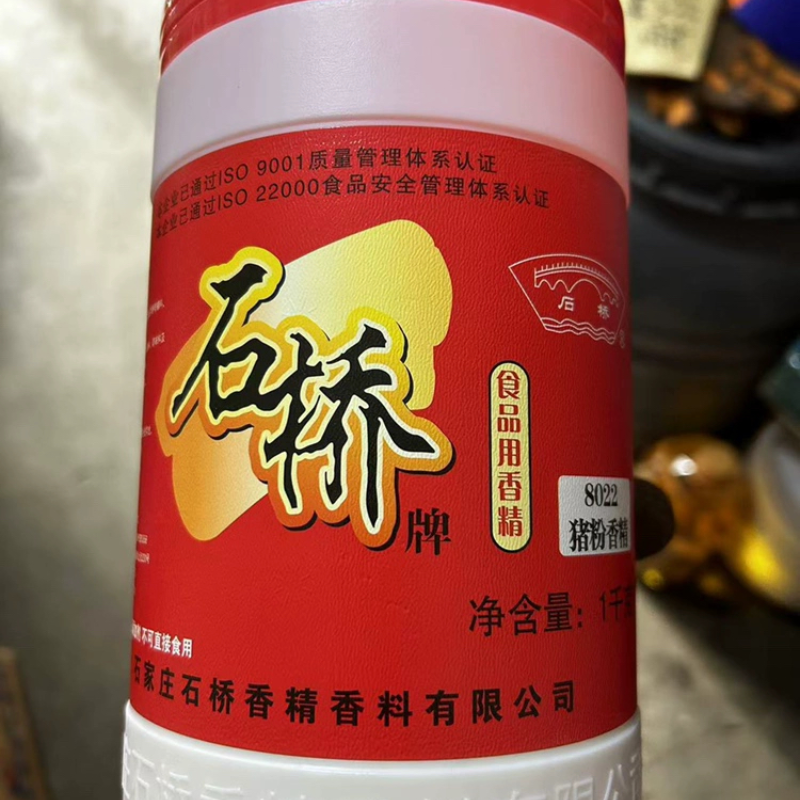 企业已通过ISO 9001质量管理体系认证
企业已通过ISO 22000食品安全管理体系认证
石桥
石桥
牌
食品用香精
8022
猪粉香精
净含量：1千
不可直接食用
石家庄石桥香精香料有限公司